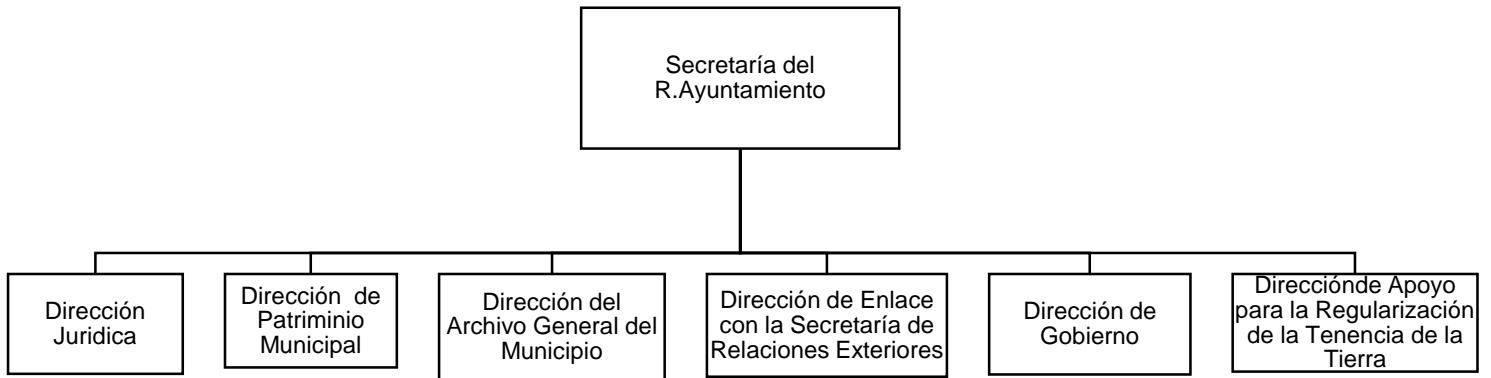 Secretaría del
R.Ayuntamiento
Dirección
Juridica
Dirección de
Patriminio
Municipal
Dirección del
Archivo General del
Municipio
Dirección de Enlace
con la Secretaría de
Relaciones Exteriores
Dirección de
Gobierno
Direcciónde Apoyo
para la Regularización
de la Tenencia de la
Tierra